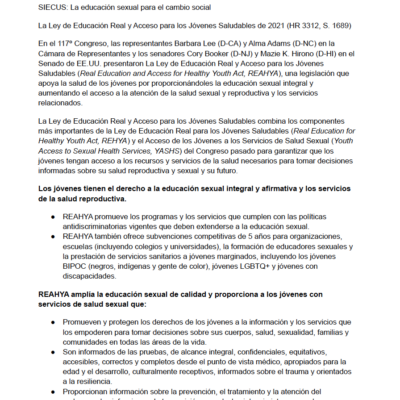 SIECUS: La educación sexual para el cambio social
La Ley de Educación Real y Acceso para los Jóvenes Saludables de 2021 (HR 3312, S. 1689)
En el 117º Congreso, las representantes Barbara Lee (D-CA) y Alma Adams (D-NC) en la
Cámara de Representantes y los senadores Cory Booker (D-NJ) y Mazie K. Hirono (D-HI) en el
Senado de EE.UU. presentaron La Ley de Educación Real y Acceso para los Jóvenes
Saludables (Real Education and Access for Healthy Youth Act, REAHYA), una legislación que
apoya la salud de los jóvenes por proporcionándoles la educación sexual integral y
aumentando el acceso a la atención de la salud sexual y reproductiva y los servicios
relacionados.
La Ley de Educación Real y Acceso para los Jóvenes Saludables combina los componentes
más importantes de la Ley de Educación Real para los Jóvenes Saludables (Real Education for
Healthy Youth Act, REHYA) y el Acceso de los Jóvenes a los Servicios de Salud Sexual (Youth
Access to Sexual Health Services, YASHS) del Congreso pasado para garantizar que los
jóvenes tengan acceso a los recursos y servicios de la salud necesarios para tomar decisiones
informadas sobre su salud reproductiva y sexual y su futuro.
Los jóvenes tienen el derecho a la educación sexual integral y afirmativa y los servicios
de la salud reproductiva.
● REAHYA promueve los programas y los servicios que cumplen con las políticas
antidiscriminatorias vigentes que deben extenderse a la educación sexual.
● REAHYA también ofrece subvenciones competitivas de 5 años para organizaciones,
escuelas (incluyendo colegios y universidades), la formación de educadores sexuales y
la prestación de servicios sanitarios a jóvenes marginados, incluyendo los jóvenes
BIPOC (negros, indígenas y gente de color), jóvenes LGBTQ+ y jóvenes con
discapacidades.
REAHYA amplía la educación sexual de calidad y proporciona a los jóvenes con
servicios de salud sexual que:
● Promueven y protegen los derechos de los jóvenes a la información y los servicios que
los empoderen para tomar decisiones sobre sus cuerpos, salud, sexualidad, familias y
comunidades en todas las áreas de la vida.
● Son informados de las pruebas, de alcance integral, confidenciales, equitativos,
accesibles, correctos y completos desde el punto de vista médico, apropiados para la
edad y el desarrollo, culturalmente receptivos, informados sobre el trauma y orientados
a la resiliencia.
● Proporcionan información sobre la prevención, el tratamiento y la atención del